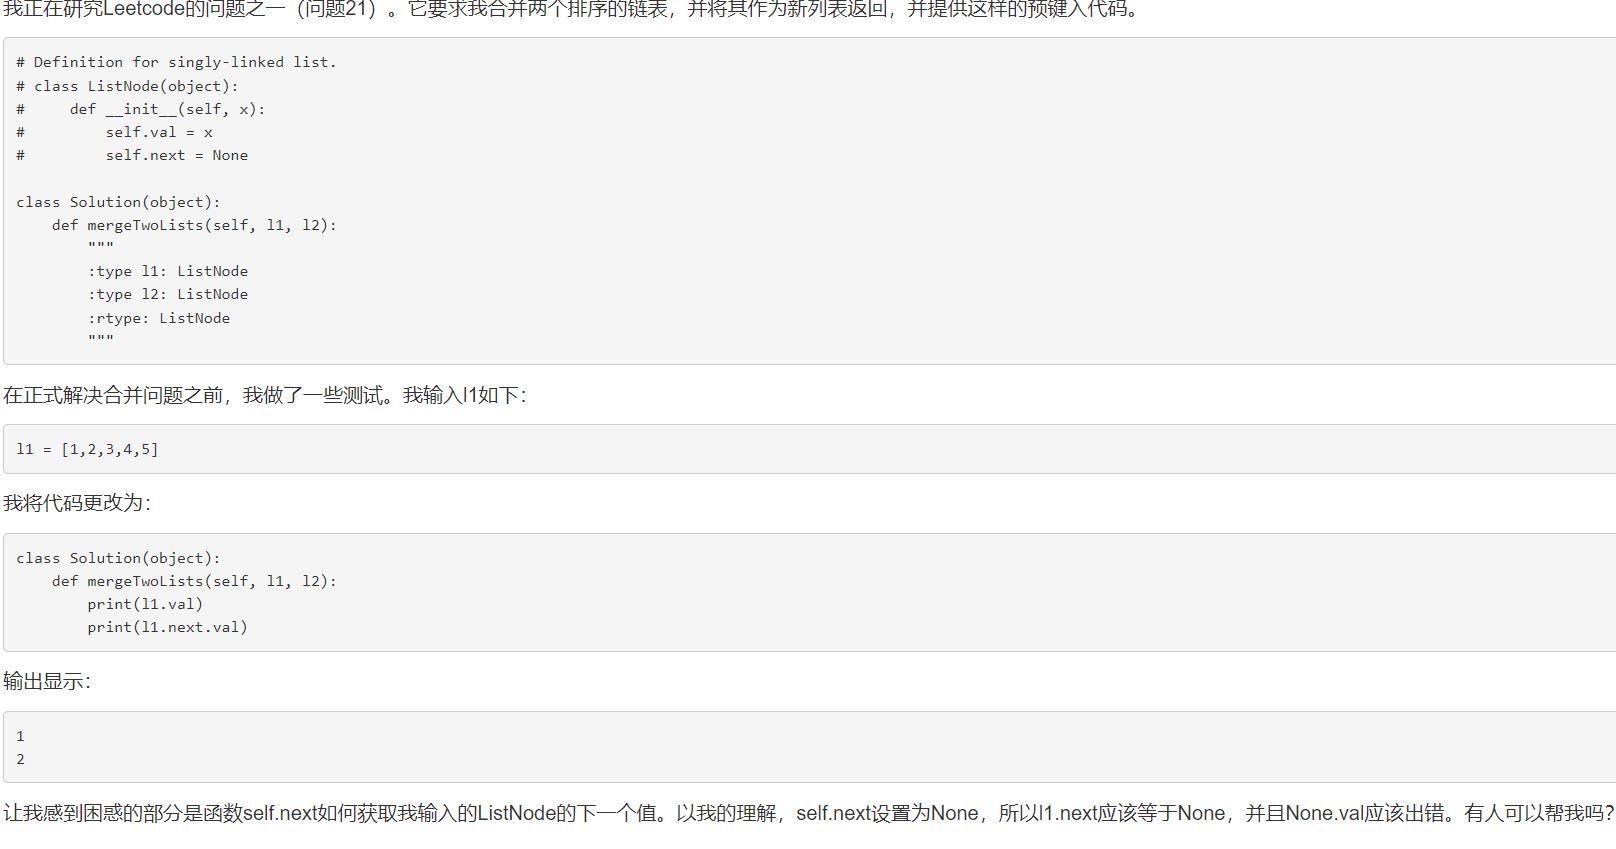 我正在研究Leetcode的问题之一（问题21）。它要求我合并两个排序的链表，并将其作为新列表返回，并提供这样的预键入代码。
# Definition for singly-linked list.
# class ListNode(object):
#     def __init__(self, x):
#         self.val = x
#         self.next = None
class Solution(object):
    def mergeTwoLists(self, l1, l2):
        """
        :type l1: ListNode
        :type l2: ListNode
        :rtype: ListNode
        """
在正式解决合并问题之前，我做了一些测试。我输入l1如下：
l1 = [1,2,3,4,5]
我将代码更改为：
class Solution(object):
    def mergeTwoLists(self, l1, l2):
        print(l1.val)
        print(l1.next.val)
输出显示：
1
2
让我感到困惑的部分是函数self.next如何获取我输入的ListNode的下一个值。以我的理解，self.next设置为None，所以l1.next应该等于None，并且None.val应该出错。有人可以帮我吗？